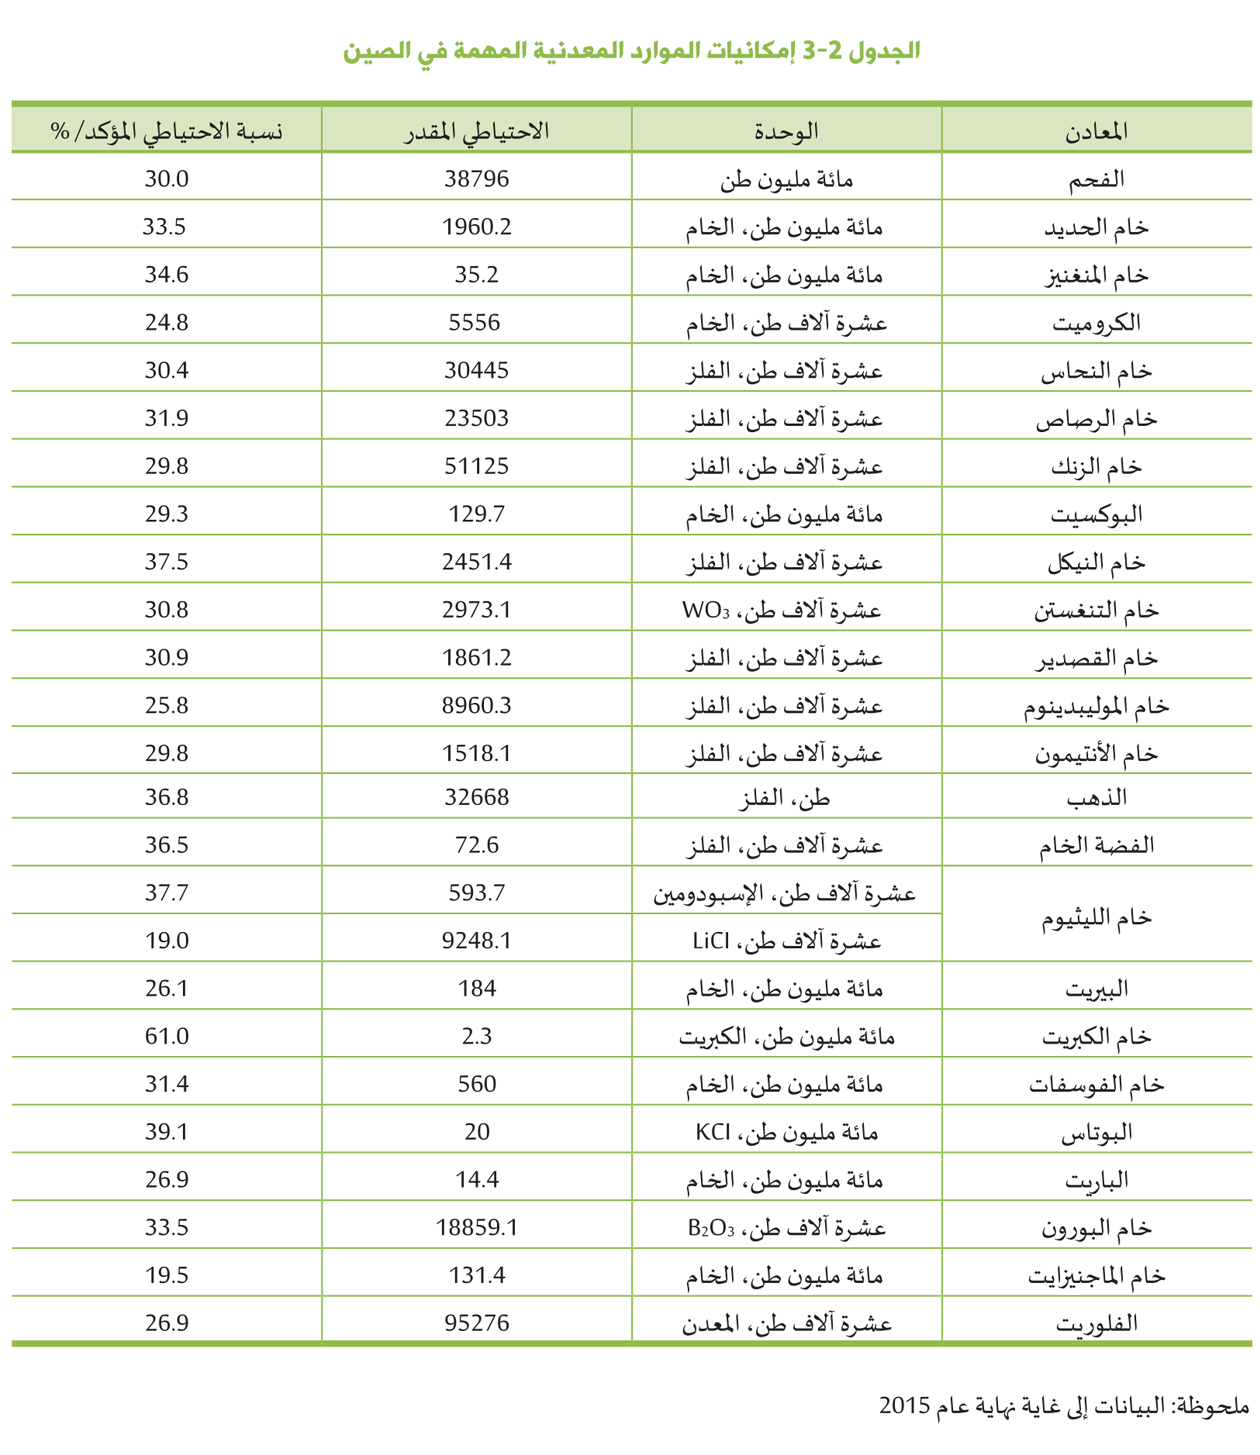 الجدول 2-3 إمكانيات الموارد المعدنية المهمة في الصين
المعادن الوحدة الاحتياطي المقدر نسبة الاحتياطي المؤكد/ %
الفحم مائة مليون طن 38796 30.0
خام الحديد مائة مليون طن، الخام 1960.2 33.5
خام المنغنيز مائة مليون طن، الخام 35.2 34.6
الكروميت عشرة آلاف طن، الخام 5556 24.8
خام النحاس عشرة آلاف طن، الفلز 30445 30.4
خام الرصاص عشرة آلاف طن، الفلز 23503 31.9
خام الزنك عشرة آلاف طن، الفلز 51125 29.8
البوكسيت مائة مليون طن، الخام 129.7 29.3
خام النيكل عشرة آلاف طن، الفلز 2451.4 37.5
خام التنغستن عشرة آلاف طن، WO₃ 2973.1 30.8
خام القصدير عشرة آلاف طن، الفلز 1861.2 30.9
خام الموليبدينوم عشرة آلاف طن، الفلز 8960.3 25.8
خام الأنتيمون عشرة آلاف طن، الفلز 1518.1 29.8
الذهب طن، الفلز 32668 36.8
الفضة الخام عشرة آلاف طن، الفلز 72.6 36.5
خام الليثيوم عشرة آلاف طن، الإسبودومين 593.7 37.7
عشرة آلاف طن، LiCl 9248.1 19.0
البيريت مائة مليون طن، الخام 184 26.1
خام الكبريت مائة مليون طن، الكبريت 2.3 61.0
خام الفوسفات مائة مليون طن، الخام 560 31.4
البوتاس مائة مليون طن، KCl 20 39.1
الباريت مائة مليون طن، الخام 14.4 26.9
خام البورون عشرة آلاف طن، B₂O₃ 18859.1 33.5
خام الماجنيزايت مائة مليون طن، الخام 131.4 19.5
الفلوريت عشرة آلاف طن، المعدن 95276 26.9
ملحوظة: البيانات إلى غاية نهاية عام 2015